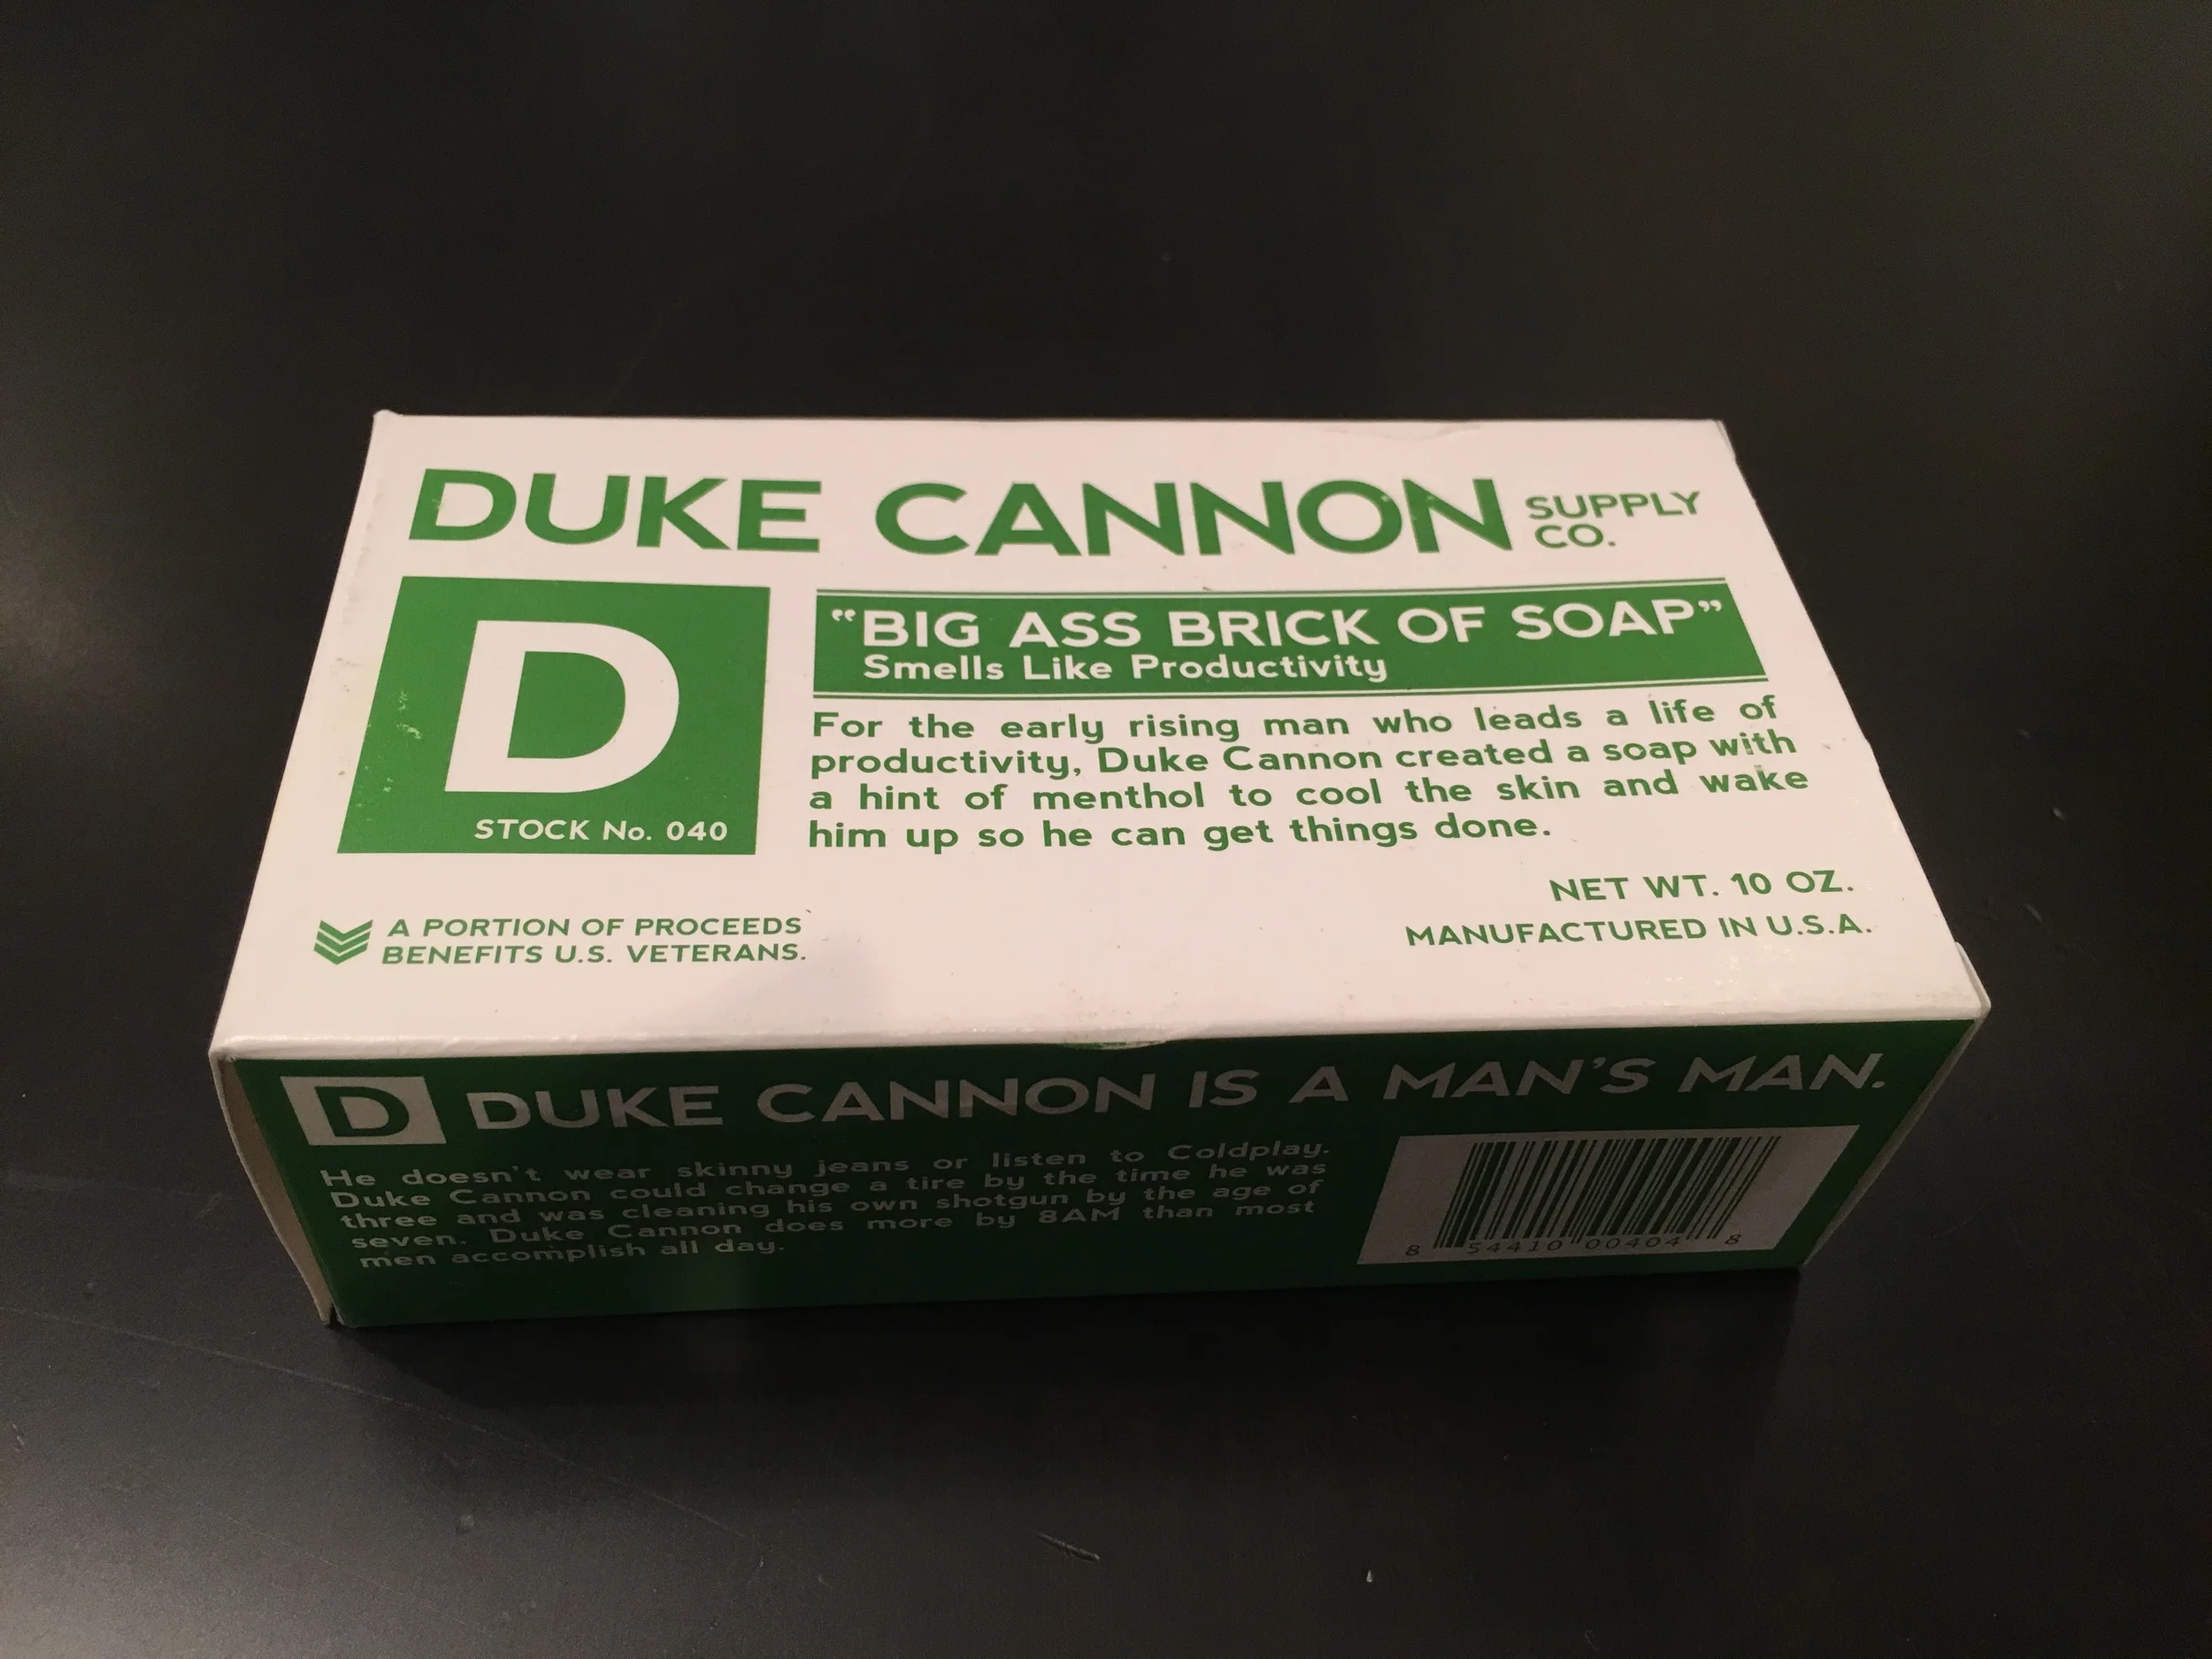 DUKE CANNON SUPPLY CO.
D
STOCK No. 040
“BIG ASS BRICK OF SOAP”
Smells Like Productivity
For the early rising man who leads a life of
productivity, Duke Cannon created a soap with
a hint of menthol to cool the skin and wake
him up so he can get things done.
A PORTION OF PROCEEDS
BENEFITS U.S. VETERANS.
NET WT. 10 OZ.
MANUFACTURED IN U.S.A.
D DUKE CANNON IS A MAN'S MAN.
He doesn't wear skinny jeans or listen to Coldplay.
Duke Cannon could change a tire by the time he was
three and was cleaning his own shotgun by the age of
seven. Duke Cannon does more by 8AM than most
men accomplish all day.
8 54410 00404 8